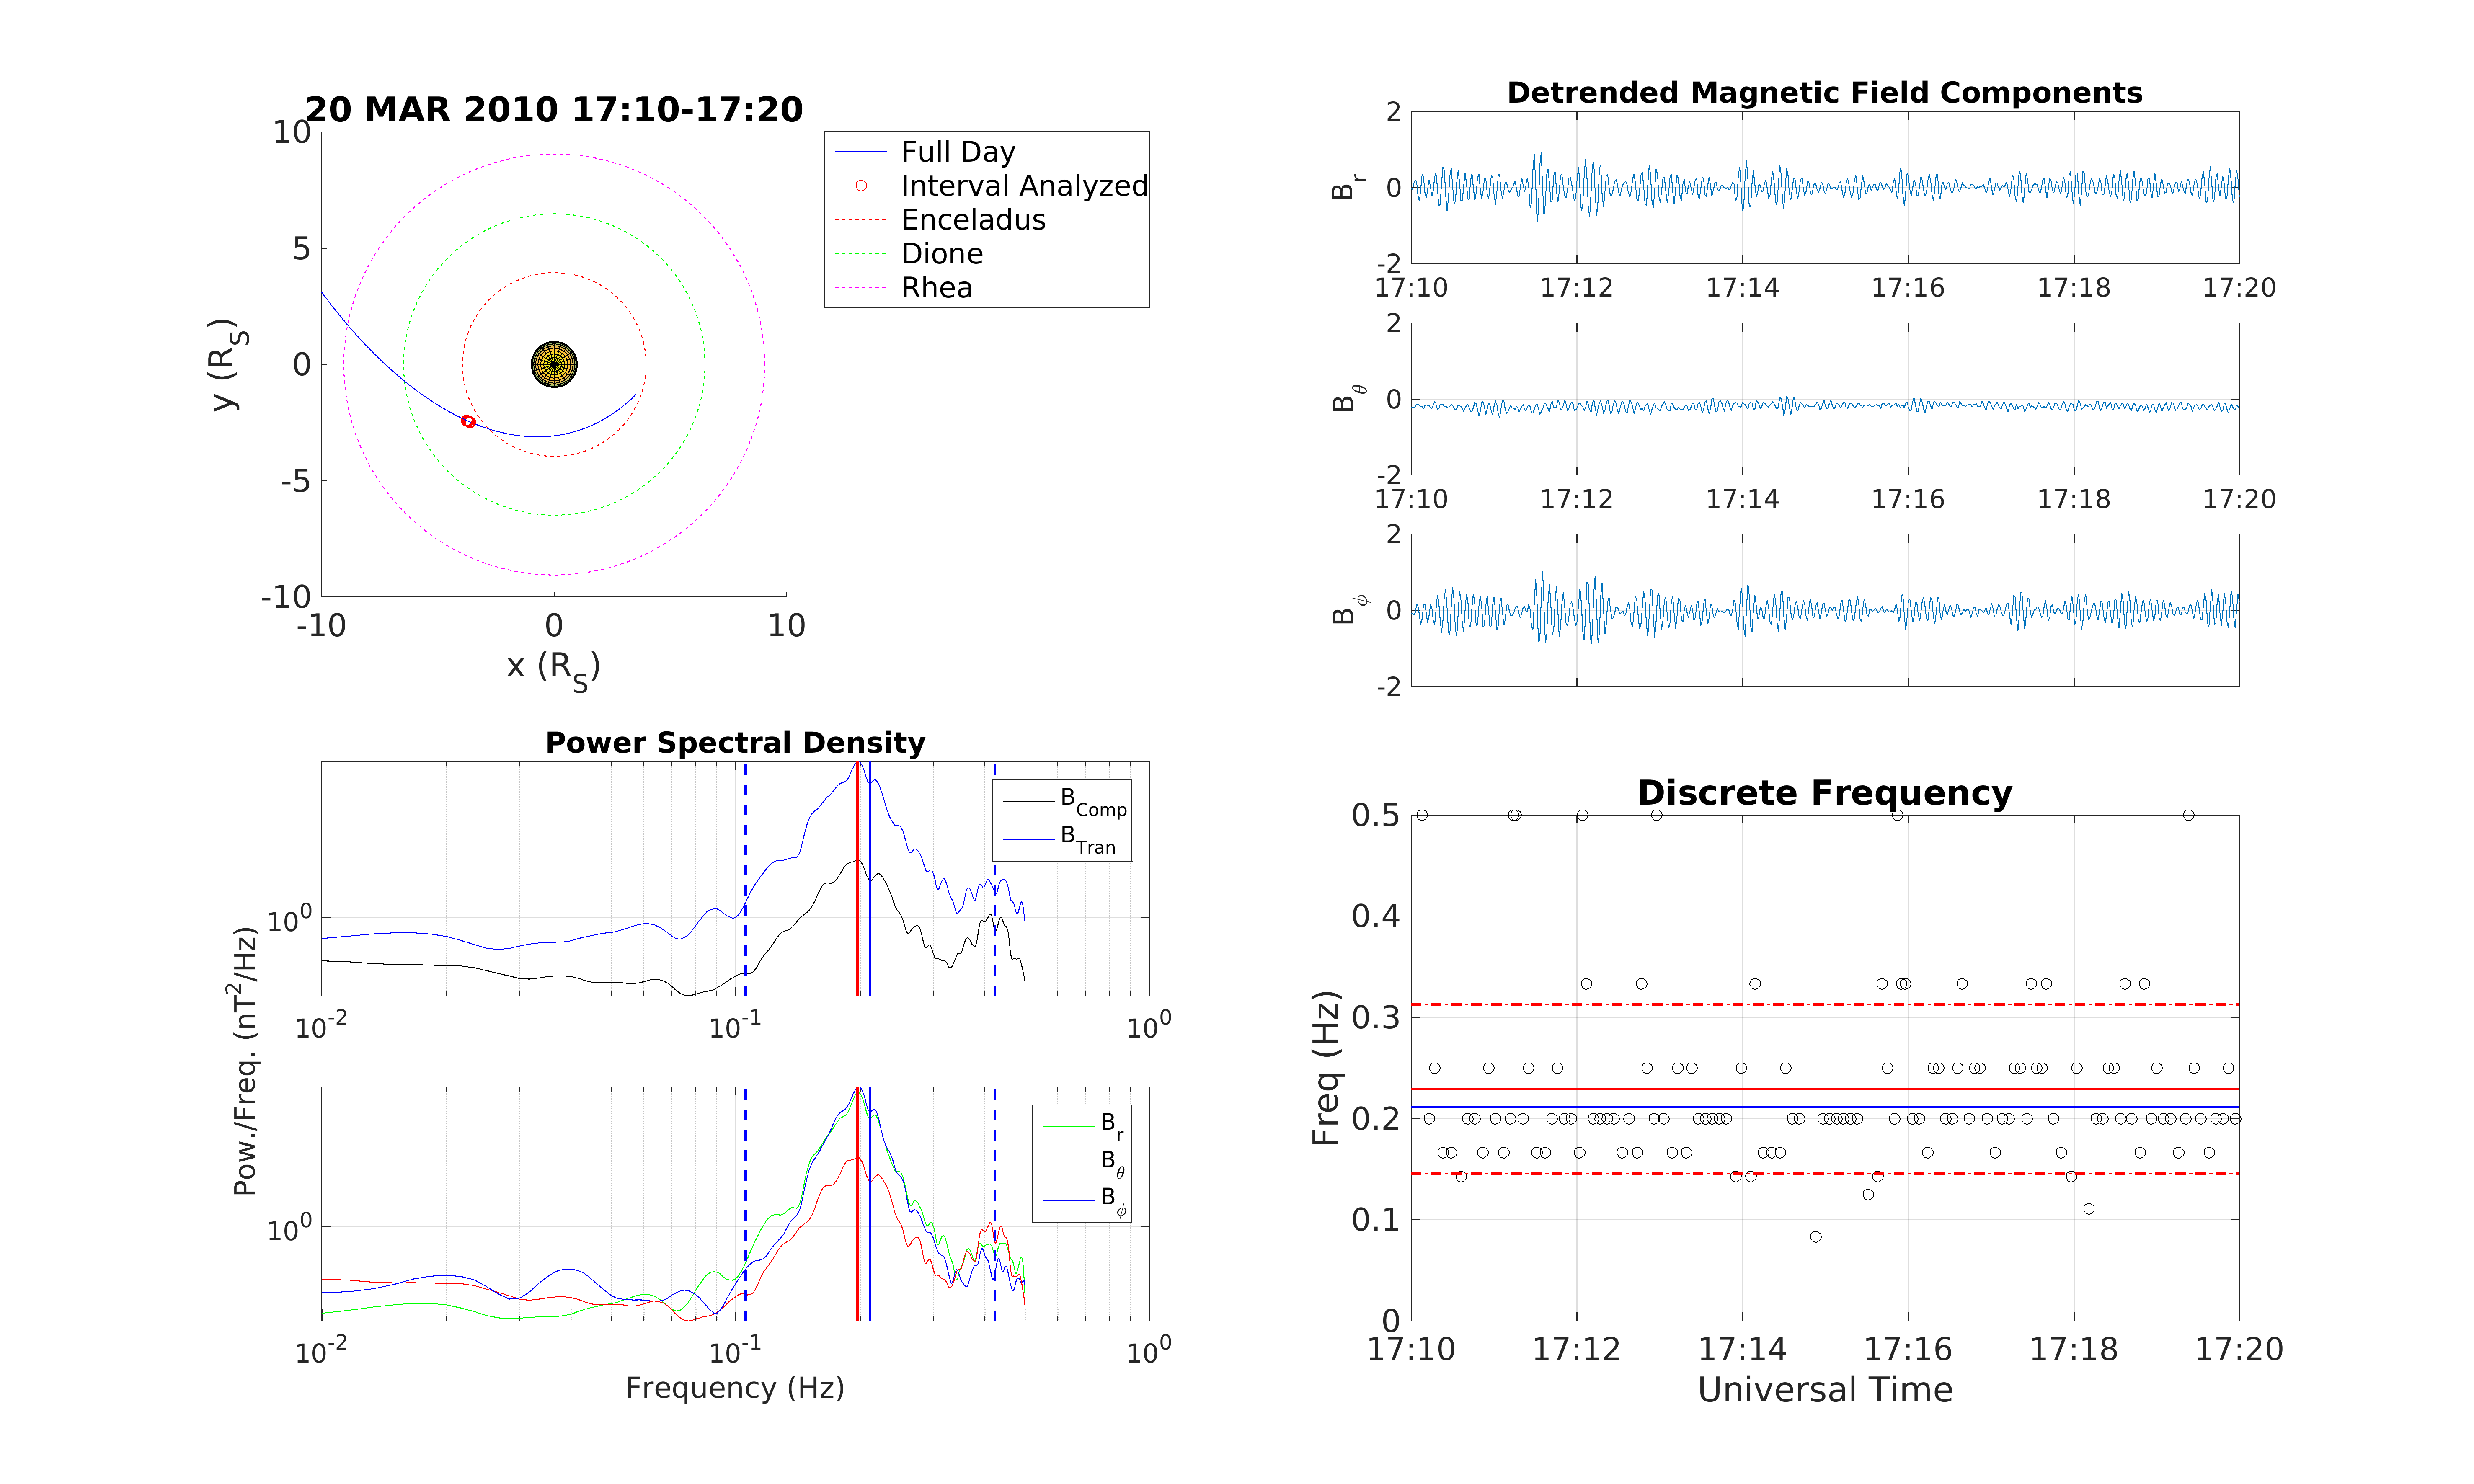 20 MAR 2010 17:10-17:20
10
5
0
-5
-10
-10 0 10
y (R_S)
x (R_S)
Full Day
Interval Analyzed
Enceladus
Dione
Rhea
Detrended Magnetic Field Components
2
0
-2
B_r
17:10 17:12 17:14 17:16 17:18 17:20
2
0
-2
B_θ
17:10 17:12 17:14 17:16 17:18 17:20
2
0
-2
B_ϕ
Power Spectral Density
10^0
B_Comp
B_Tran
10^-2 10^-1 10^0
Pow./Freq. (nT^2/Hz)
10^0
B_r
B_θ
B_ϕ
10^-2 10^-1 10^0
Frequency (Hz)
Discrete Frequency
0.5
0.4
0.3
0.2
0.1
0
Freq (Hz)
17:10 17:12 17:14 17:16 17:18 17:20
Universal Time